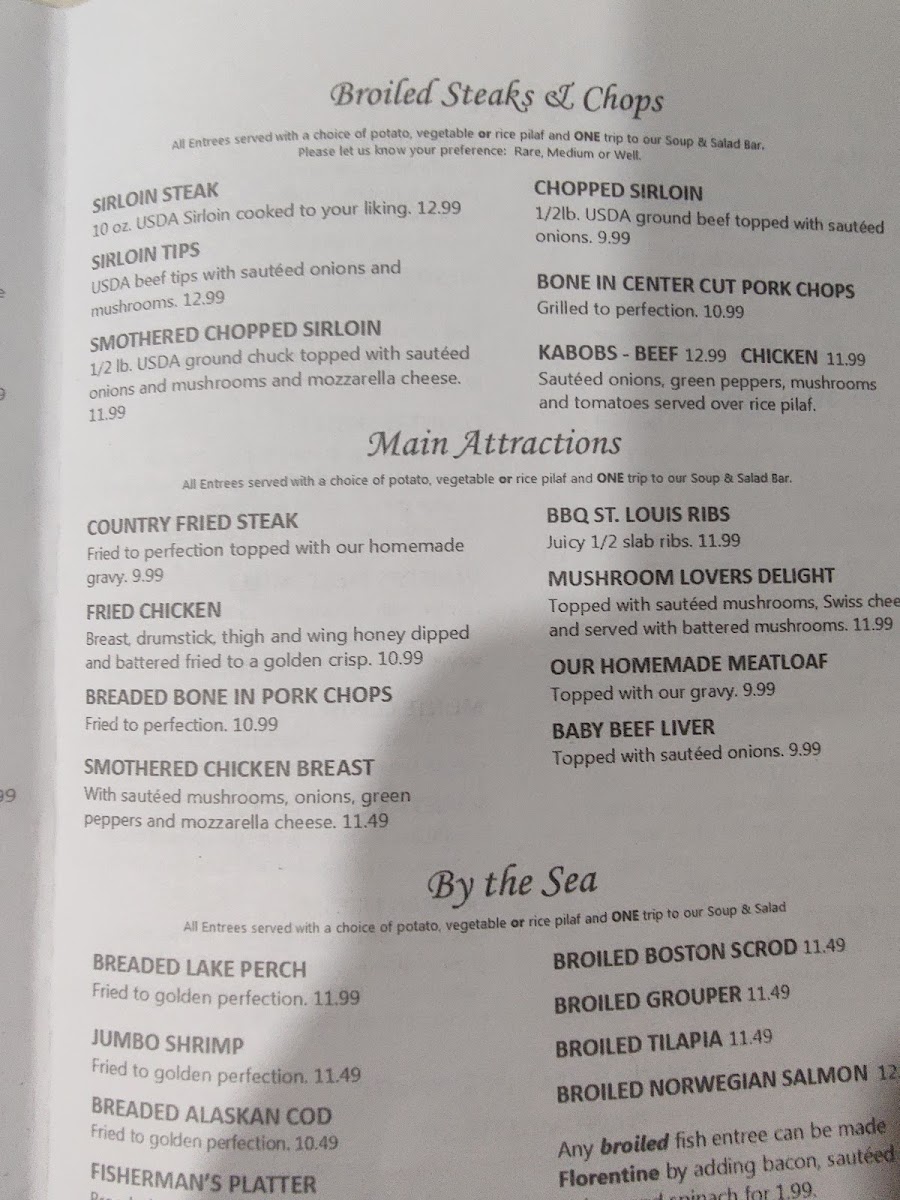 Broiled Steaks & Chops
All Entrees served with a choice of potato, vegetable or rice pilaf and ONE trip to our Soup & Salad Bar.
Please let us know your preference: Rare, Medium or Well.
SIRLOIN STEAK
10 oz. USDA Sirloin cooked to your liking. 12.99
SIRLOIN TIPS
USDA beef tips with sautéed onions and
mushrooms. 12.99
SMOTHERED CHOPPED SIRLOIN
1/2 lb. USDA ground chuck topped with sautéed
onions and mushrooms and mozzarella cheese.
11.99
CHOPPED SIRLOIN
1/2lb. USDA ground beef topped with sautéed
onions. 9.99
BONE IN CENTER CUT PORK CHOPS
Grilled to perfection. 10.99
KABOBS - BEEF 12.99 CHICKEN 11.99
Sautéed onions, green peppers, mushrooms
and tomatoes served over rice pilaf.
Main Attractions
All Entrees served with a choice of potato, vegetable or rice pilaf and ONE trip to our Soup & Salad Bar.
COUNTRY FRIED STEAK
Fried to perfection topped with our homemade
gravy. 9.99
FRIED CHICKEN
Breast, drumstick, thigh and wing honey dipped
and battered fried to a golden crisp. 10.99
BREADED BONE IN PORK CHOPS
Fried to perfection. 10.99
SMOTHERED CHICKEN BREAST
With sautéed mushrooms, onions, green
peppers and mozzarella cheese. 11.49
BBQ ST. LOUIS RIBS
Juicy 1/2 slab ribs. 11.99
MUSHROOM LOVERS DELIGHT
Topped with sautéed mushrooms, Swiss chee
and served with battered mushrooms. 11.99
OUR HOMEMADE MEATLOAF
Topped with our gravy. 9.99
BABY BEEF LIVER
Topped with sautéed onions. 9.99
By the Sea
All Entrees served with a choice of potato, vegetable or rice pilaf and ONE trip to our Soup & Salad
BREADED LAKE PERCH
Fried to golden perfection. 11.99
JUMBO SHRIMP
Fried to golden perfection. 11.49
BREADED ALASKAN COD
Fried to golden perfection. 10.49
FISHERMAN'S PLATTER
BROILED BOSTON SCROD 11.49
BROILED GROUPER 11.49
BROILED TILAPIA 11.49
BROILED NORWEGIAN SALMON 12.
Any broiled fish entree can be made
Florentine by adding bacon, sautéed
spinach for 1.99.